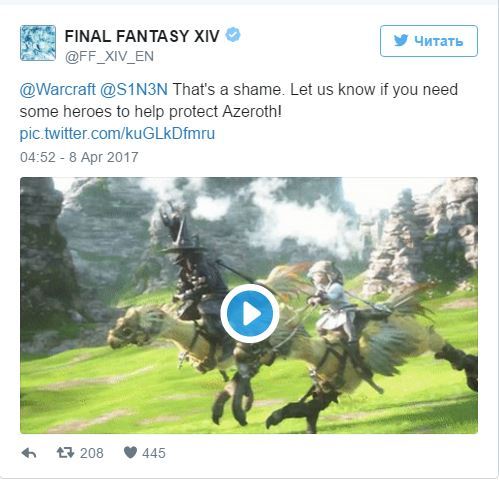 FINAL FANTASY XIV
@FF_XIV_EN
Читать
@Warcraft @S1N3N That's a shame. Let us know if you need
some heroes to help protect Azeroth!
pic.twitter.com/kuGLkDfmru
04:52 - 8 Apr 2017
208
445